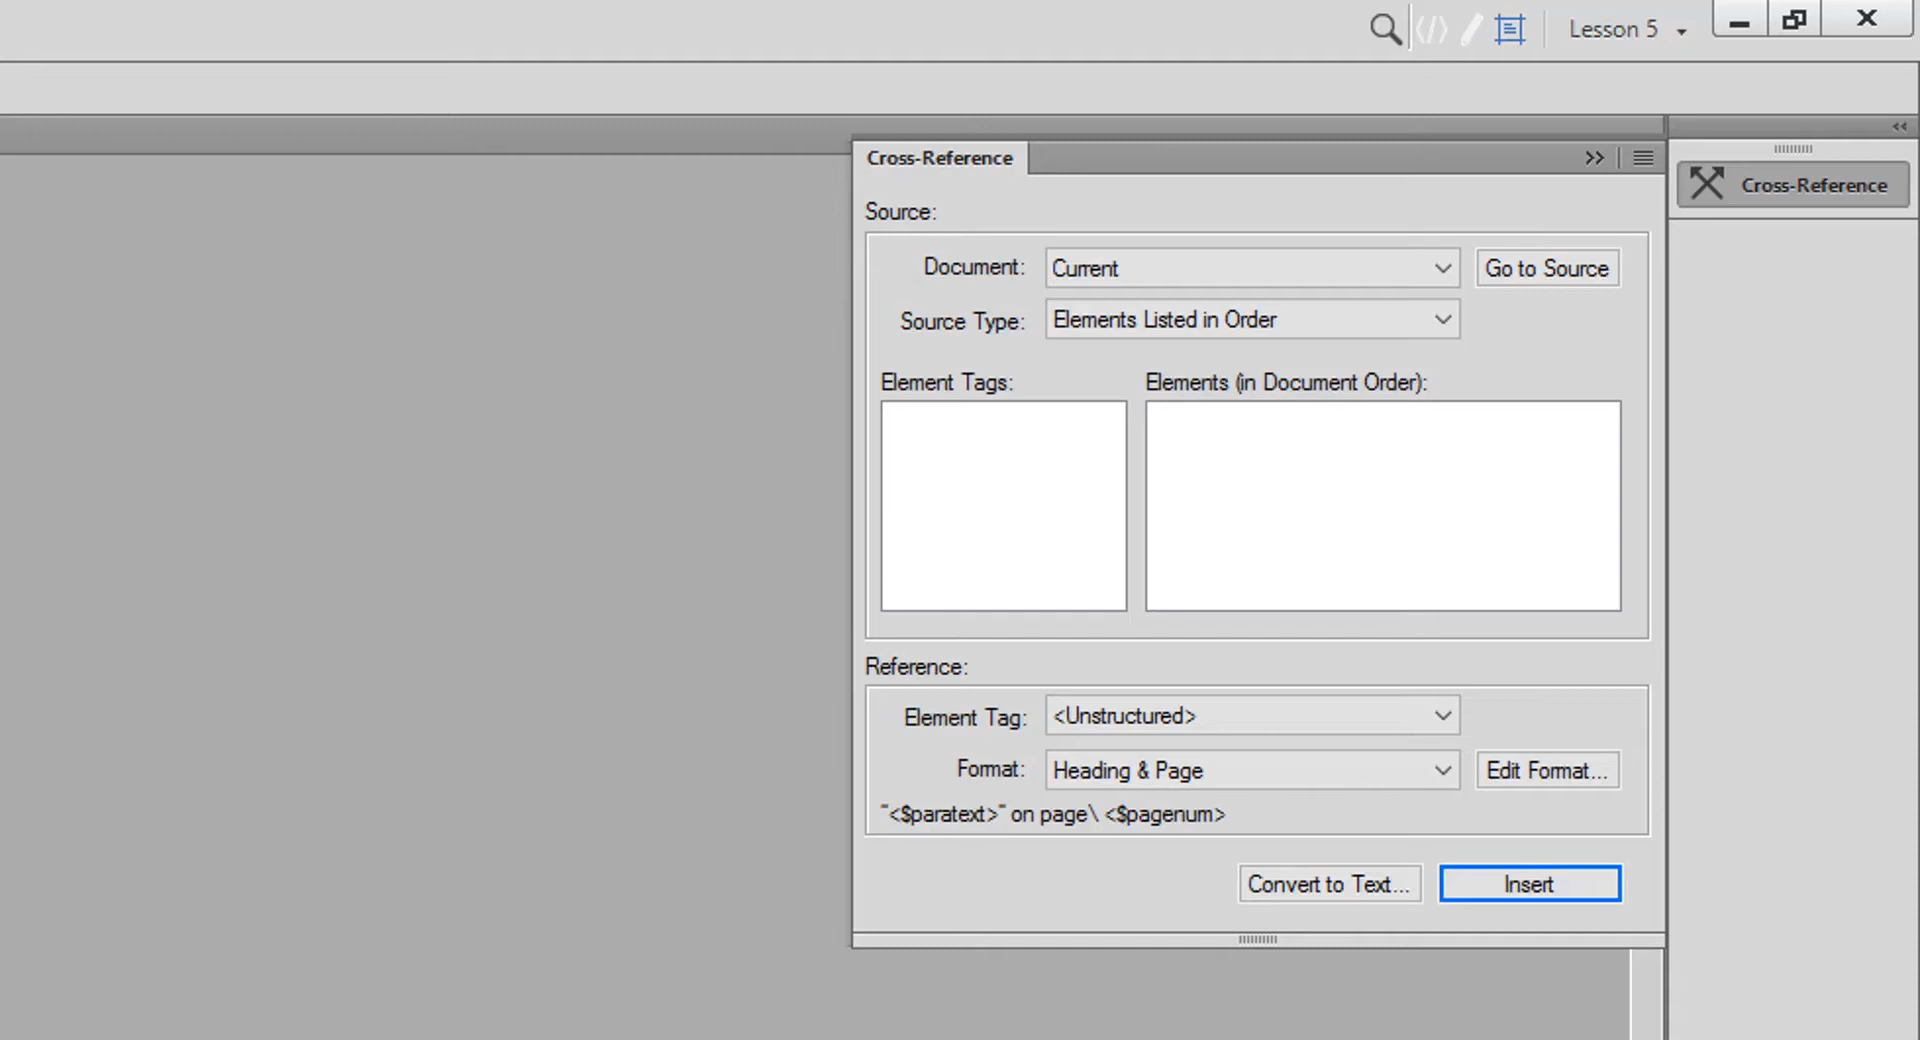 Lesson 5
Cross-Reference
Cross-Reference
Source:
Document: Current Go to Source
Source Type: Elements Listed in Order
Element Tags: Elements (in Document Order):
Reference:
Element Tag: <Unstructured>
Format: Heading & Page Edit Format...
"<$paratext>" on page\ <$pagenum>
Convert to Text... Insert